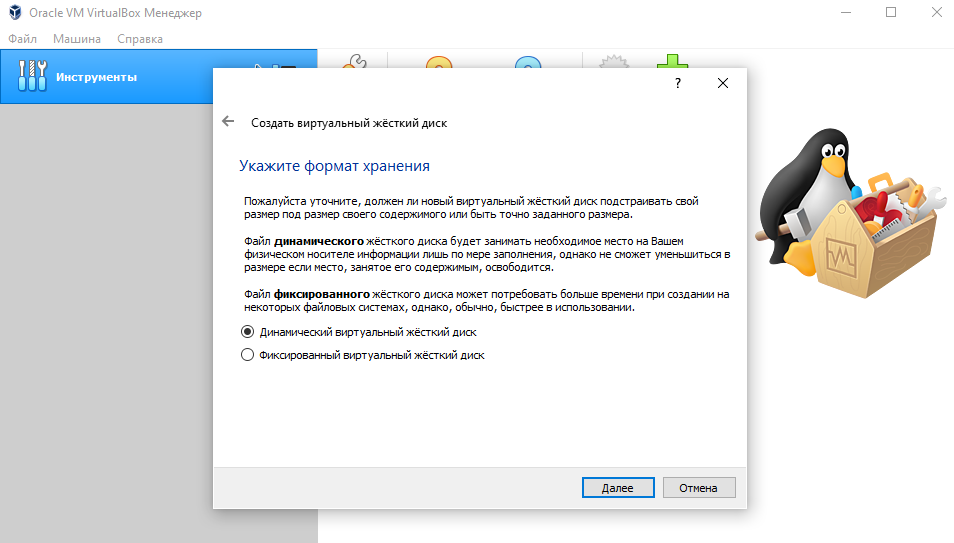 Oracle VM VirtualBox Менеджер
Файл Машина Справка
Инструменты
?
Создать виртуальный жёсткий диск
Укажите формат хранения
Пожалуйста уточните, должен ли новый виртуальный жёсткий диск подстраивать свой
размер под размер своего содержимого или быть точно заданного размера.
Файл динамического жёсткого диска будет занимать необходимое место на Вашем
физическом носителе информации лишь по мере заполнения, однако не сможет уменьшиться в
размере если место, занятое его содержимым, освободится.
Файл фиксированного жёсткого диска может потребовать больше времени при создании на
некоторых файловых системах, однако, обычно, быстрее в использовании.
Динамический виртуальный жёсткий диск
Фиксированный виртуальный жёсткий диск
Далее Отмена